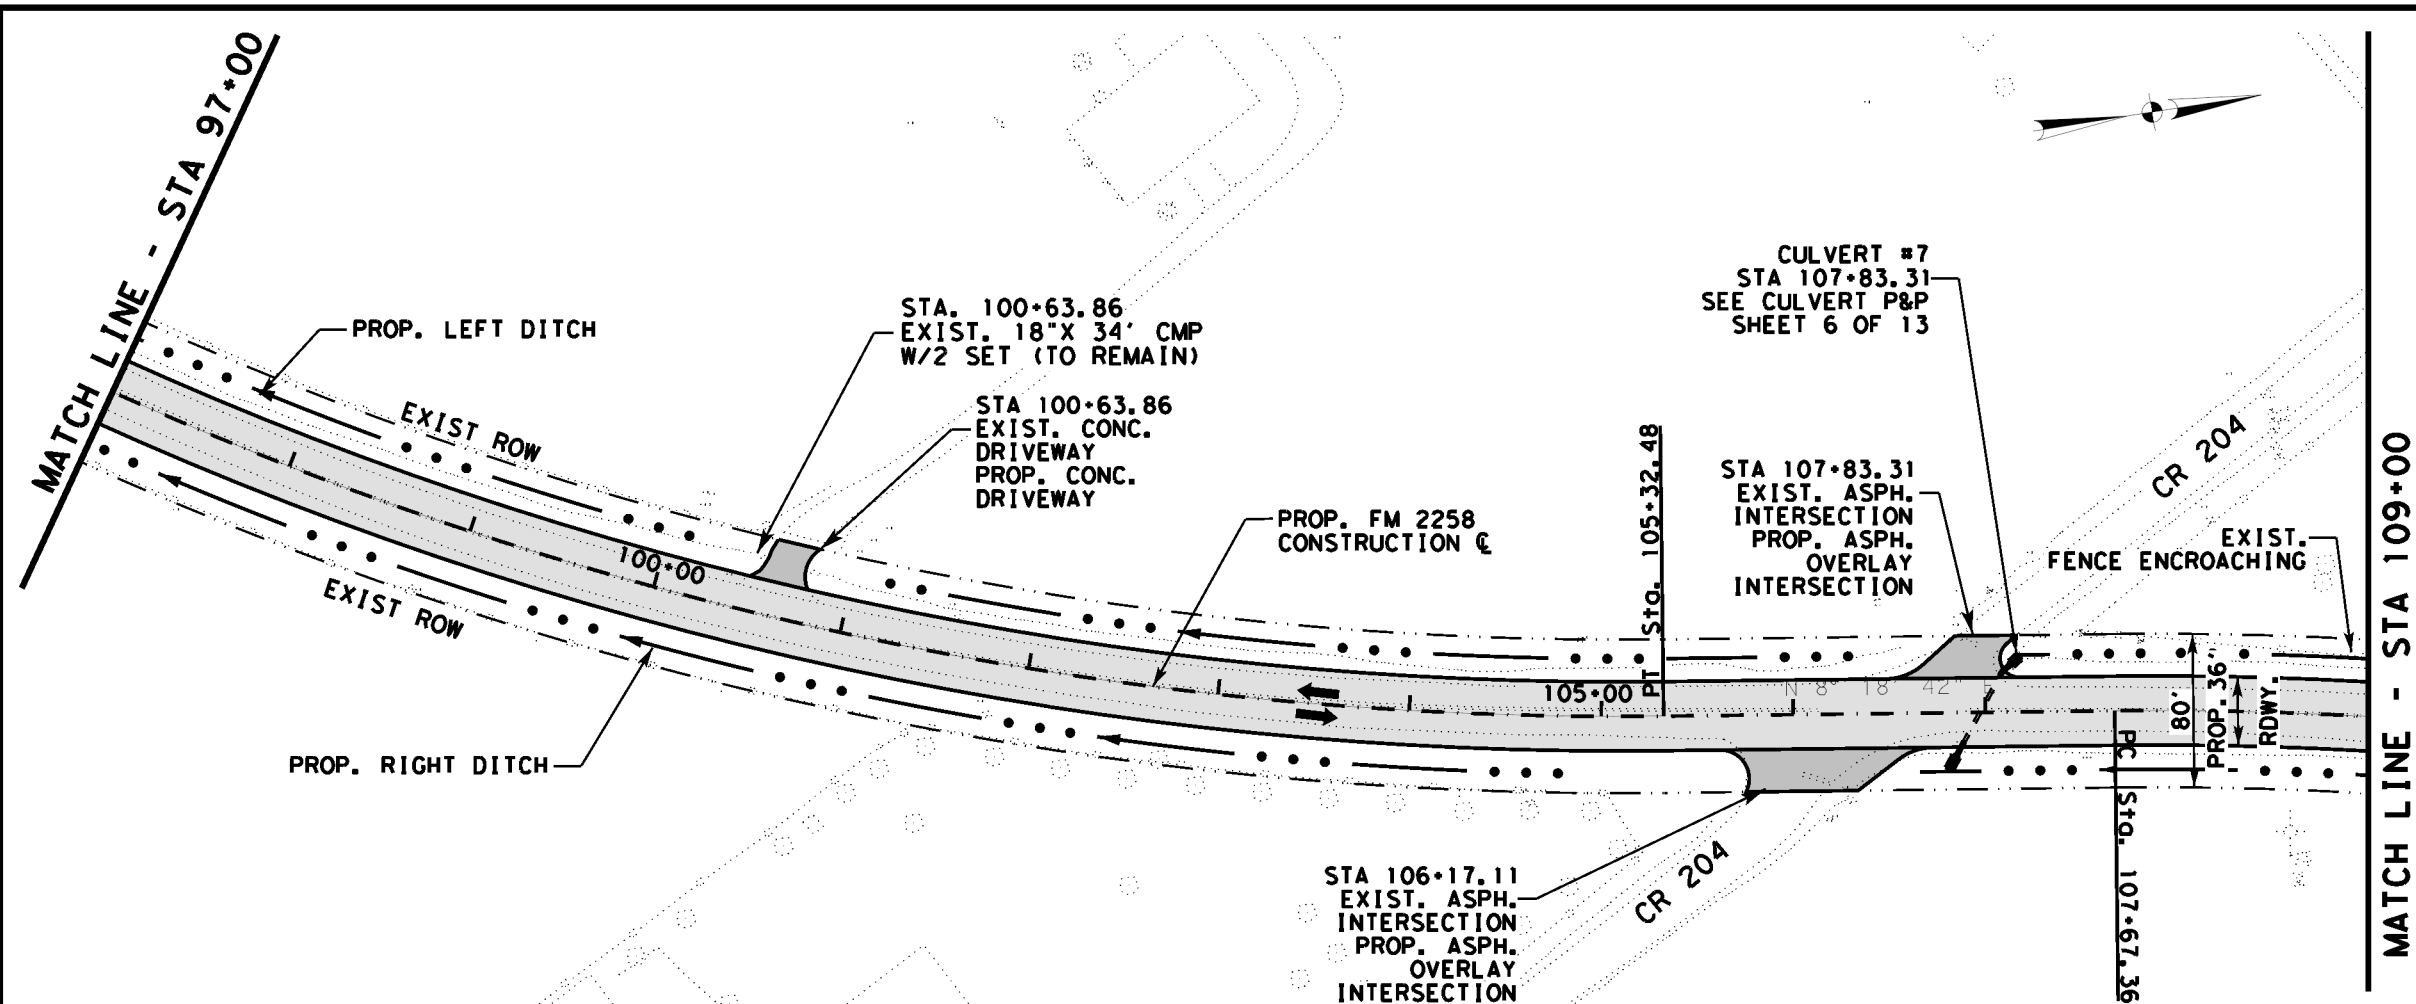 MATCH LINE - STA 97+00
PROP. LEFT DITCH
EXIST ROW
STA. 100+63.86
EXIST. 18"X 34' CMP
W/2 SET (TO REMAIN)
STA 100+63.86
EXIST. CONC.
DRIVEWAY
PROP. CONC.
DRIVEWAY
100+00
EXIST ROW
PROP. RIGHT DITCH
PROP. FM 2258
CONSTRUCTION ℄
105+00
PT Sta. 105+32.48
CULVERT #7
STA 107+83.31
SEE CULVERT P&P
SHEET 6 OF 13
STA 107+83.31
EXIST. ASPH.
INTERSECTION
PROP. ASPH.
OVERLAY
INTERSECTION
CR 204
EXIST.
FENCE ENCROACHING
N 8° 18' 42" E
80'
PROP. 36'
RDWY.
PC Sta. 107+67.36
STA 106+17.11
EXIST. ASPH.
INTERSECTION
PROP. ASPH.
OVERLAY
INTERSECTION
CR 204
MATCH LINE - STA 109+00